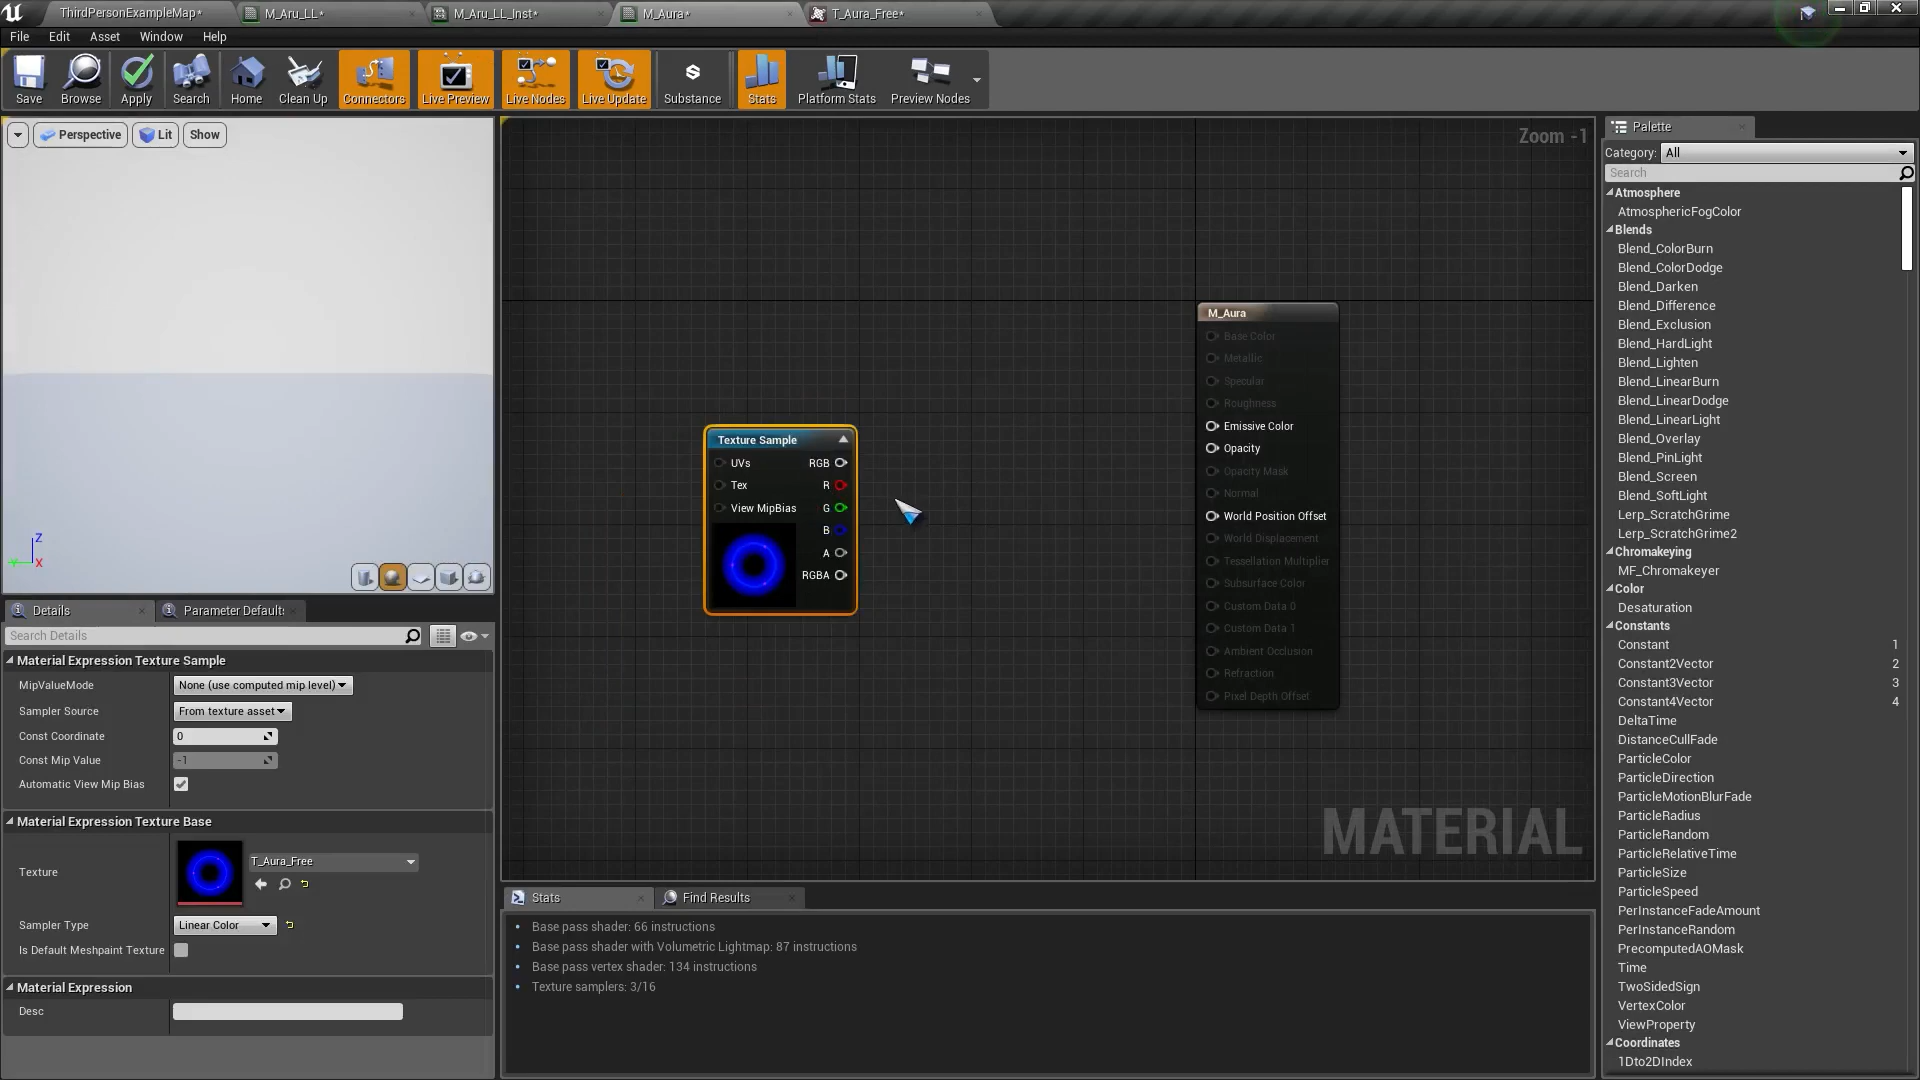 ThirdPersonExampleMap*
M_Aru_LL*
M_Aru_LL_Inst*
M_Aura*
T_Aura_Free*
File Edit Asset Window Help
Save Browse Apply Search Home Clean Up Connectors Live Preview Live Nodes Live Update Substance Stats Platform Stats Preview Nodes
Perspective Lit Show
Z
Y
X
Zoom -1
M_Aura
Base Color
Metallic
Specular
Roughness
Emissive Color
Opacity
Opacity Mask
Normal
World Position Offset
World Displacement
Tessellation Multiplier
Subsurface Color
Custom Data 0
Custom Data 1
Ambient Occlusion
Refraction
Pixel Depth Offset
Texture Sample
UVs RGB
Tex R
View MipBias G
B
A
RGBA
MATERIAL
Details
Parameter Defaults
Search Details
Material Expression Texture Sample
MipValueMode None (use computed mip level)
Sampler Source From texture asset
Const Coordinate 0
Const Mip Value -1
Automatic View Mip Bias
Material Expression Texture Base
Texture T_Aura_Free
Sampler Type Linear Color
Is Default Meshpaint Texture
Material Expression
Desc
Stats
Find Results
Base pass shader: 66 instructions
Base pass shader with Volumetric Lightmap: 87 instructions
Base pass vertex shader: 134 instructions
Texture samplers: 3/16
Palette
Category: All
Search
Atmosphere
AtmosphericFogColor
Blends
Blend_ColorBurn
Blend_ColorDodge
Blend_Darken
Blend_Difference
Blend_Exclusion
Blend_HardLight
Blend_Lighten
Blend_LinearBurn
Blend_LinearDodge
Blend_LinearLight
Blend_Overlay
Blend_PinLight
Blend_Screen
Blend_SoftLight
Lerp_ScratchGrime
Lerp_ScratchGrime2
Chromakeying
MF_Chromakeyer
Color
Desaturation
Constants
Constant 1
Constant2Vector 2
Constant3Vector 3
Constant4Vector 4
DeltaTime
DistanceCullFade
ParticleColor
ParticleDirection
ParticleMotionBlurFade
ParticleRadius
ParticleRandom
ParticleRelativeTime
ParticleSize
ParticleSpeed
PerInstanceFadeAmount
PerInstanceRandom
PrecomputedAOMask
Time
TwoSidedSign
VertexColor
ViewProperty
Coordinates
1Dto2DIndex